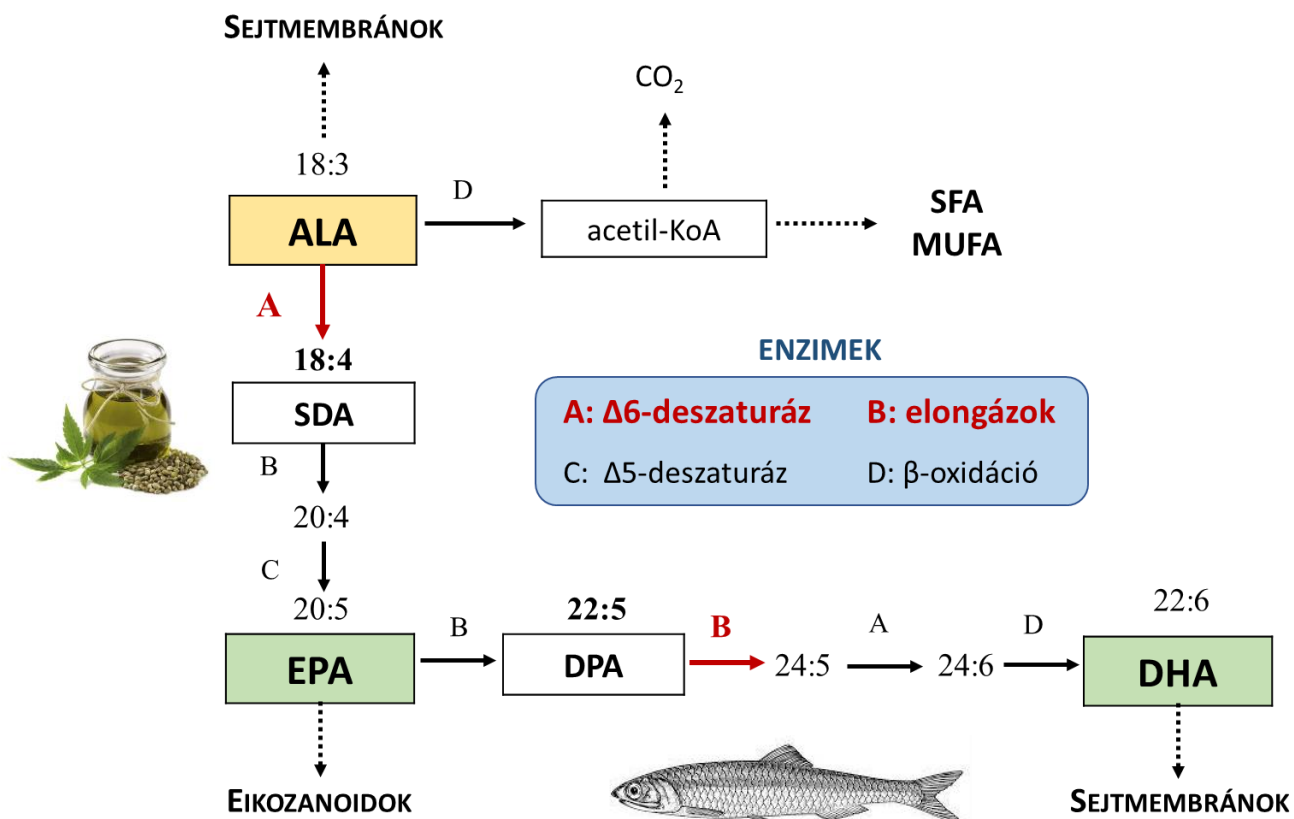 SEJTMEMBRÁNOK
CO₂
18:3
D
ALA
acetil-KoA
SFA
MUFA
A
18:4
SDA
ENZIMEK
A: Δ6-deszaturáz B: elongázok
C: Δ5-deszaturáz D: β-oxidáció
B
20:4
C
20:5
EPA
B
22:5
DPA
B
24:5
A
24:6
D
22:6
DHA
EIKOZANOIDOK
SEJTMEMBRÁNOK